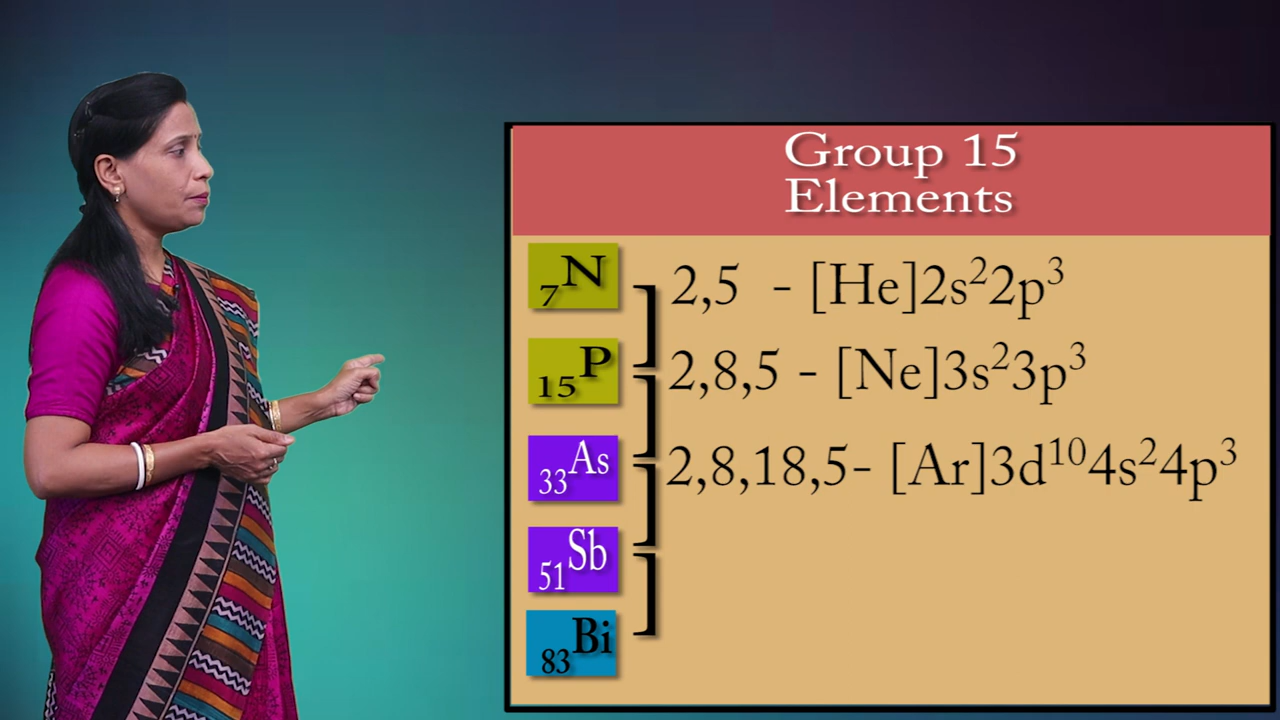 Group 15
Elements
₇N 2,5 - [He]2s²2p³
₁₅P 2,8,5 - [Ne]3s²3p³
₃₃As 2,8,18,5- [Ar]3d¹⁰4s²4p³
₅₁Sb
₈₃Bi